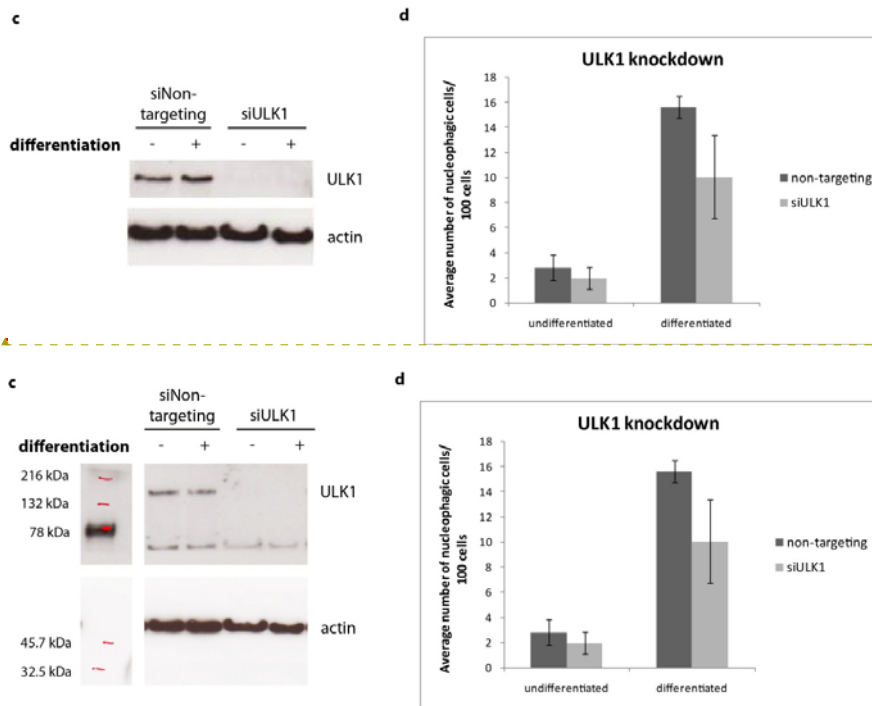 c
siNon-
targeting
siULK1
differentiation - + - +
ULK1
actin
d
ULK1 knockdown
Average number of nucleophagic cells/
100 cells
18
16
14
12
10
8
6
4
2
0
undifferentiated differentiated
non-targeting
siULK1
c
siNon-
targeting
siULK1
differentiation - + - +
216 kDa
132 kDa
78 kDa
ULK1
actin
45.7 kDa
32.5 kDa
d
ULK1 knockdown
Average number of nucleophagic cells/
100 cells
18
16
14
12
10
8
6
4
2
0
undifferentiated differentiated
non-targeting
siULK1